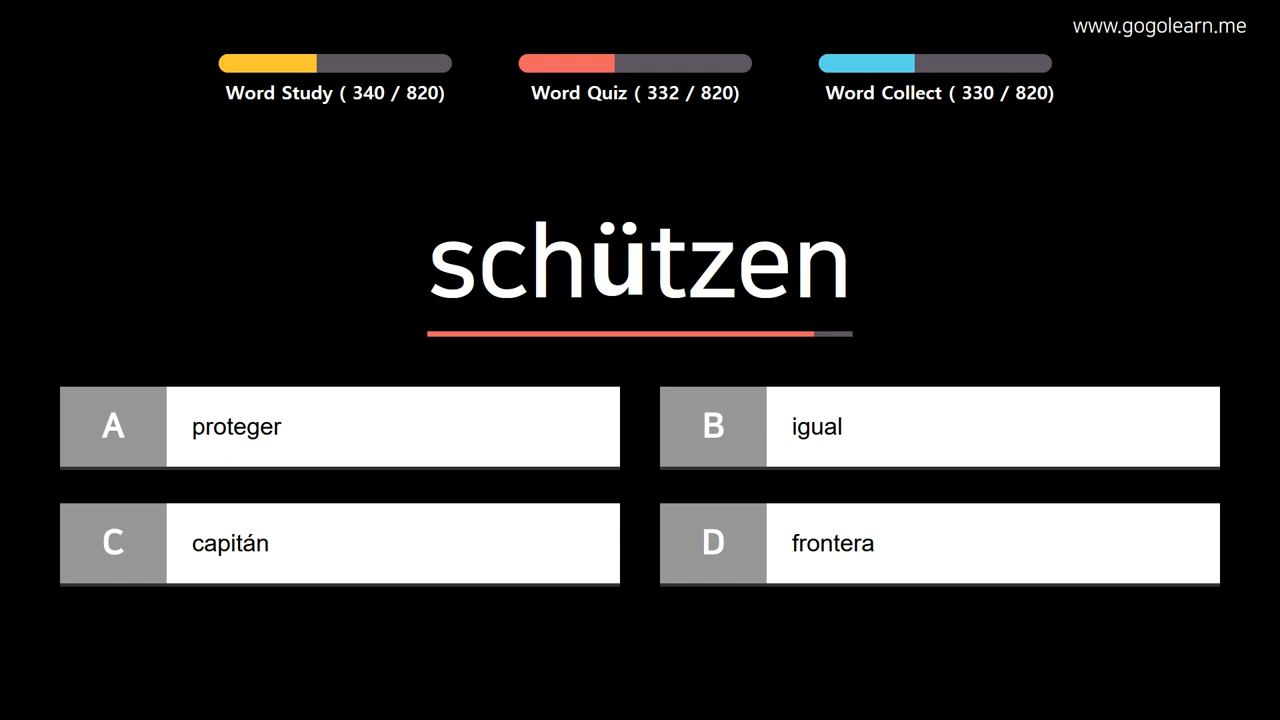 www.gogolearn.me
Word Study ( 340 / 820)
Word Quiz ( 332 / 820)
Word Collect ( 330 / 820)
schützen
A proteger
B igual
C capitán
D frontera